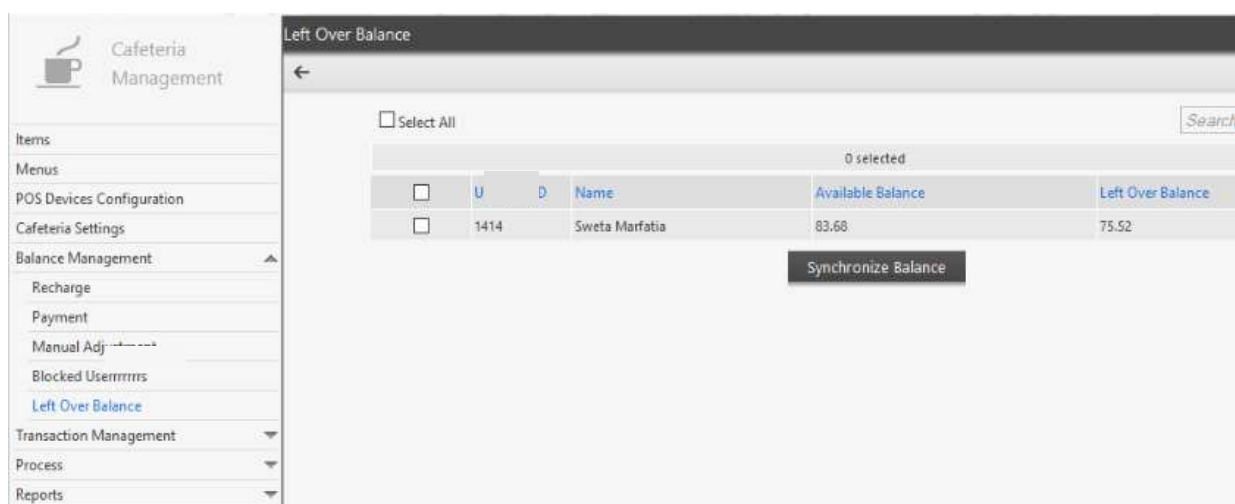 Cafeteria
Management
Items
Menus
POS Devices Configuration
Cafeteria Settings
Balance Management
Recharge
Payment
Manual
Blocked Userrrrrrs
Left Over Balance
Transaction Management
Process
Reports
Left Over Balance
Select All
Search
0 selected
U D Name Available Balance Left Over Balance
1414 Sweta Marfatia 83.68 75.52
Synchronize Balance